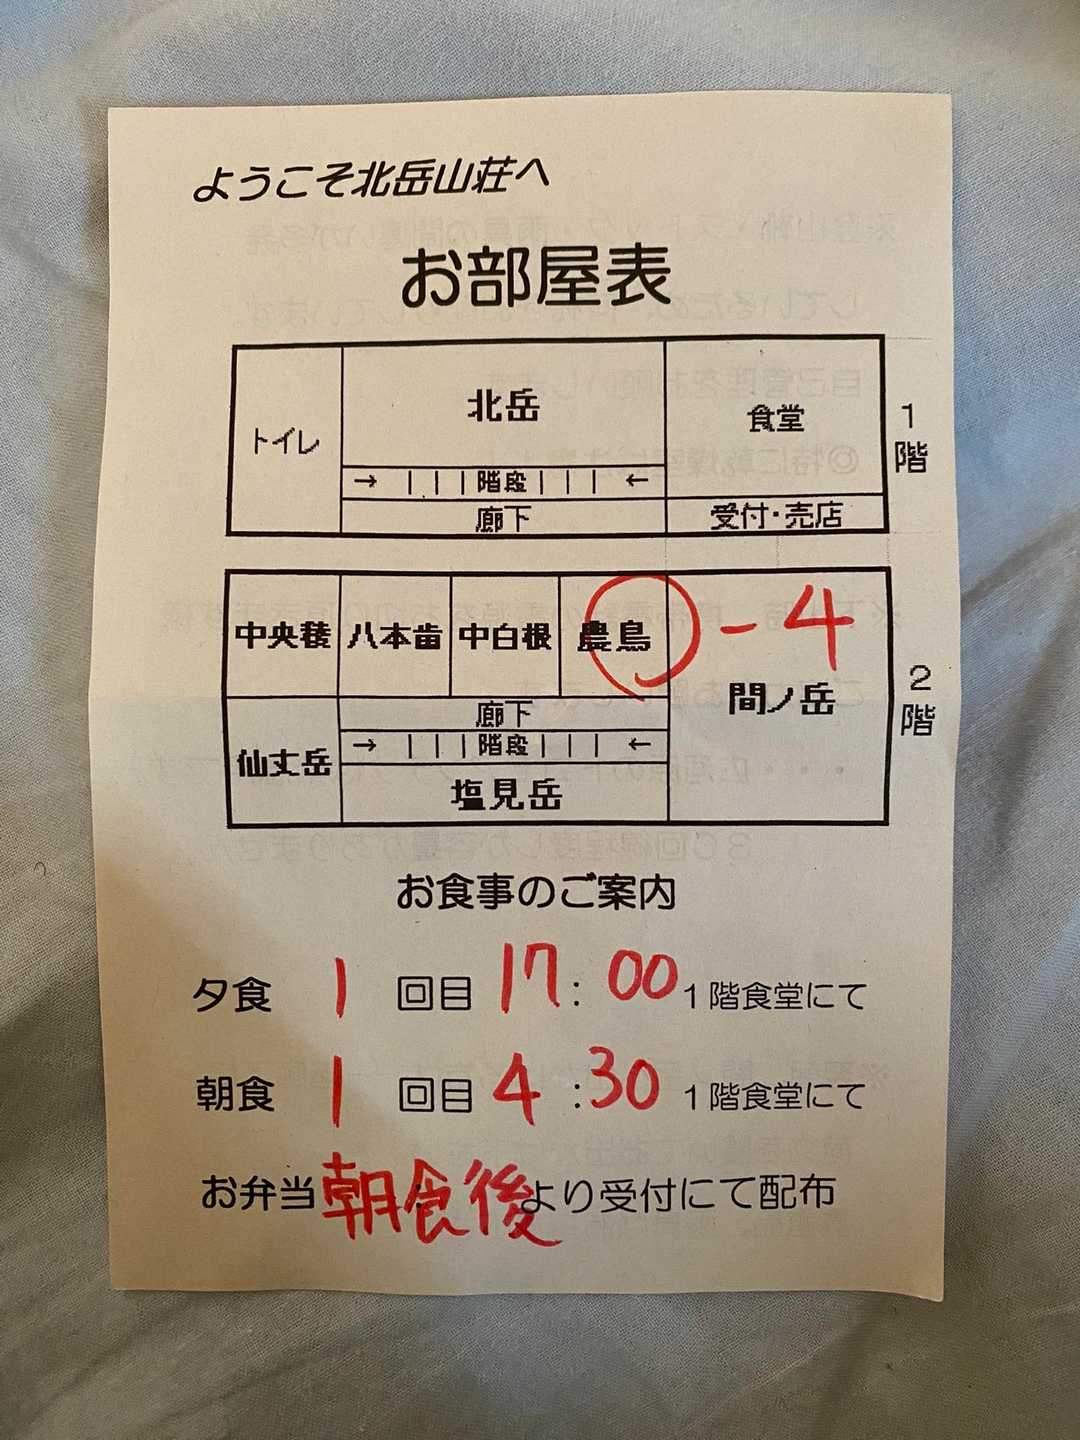 ようこそ北岳山荘へ
お部屋表
トイレ
北岳
食堂
→ 階段 ←
廊下
受付・売店
1階
中央稜
八本歯
中白根
農鳥
-4
間ノ岳
廊下
→ 階段 ←
仙丈岳
塩見岳
2階
お食事のご案内
夕食 1 回目 17:00 1階食堂にて
朝食 1 回目 4:30 1階食堂にて
お弁当 朝食後 より受付にて配布